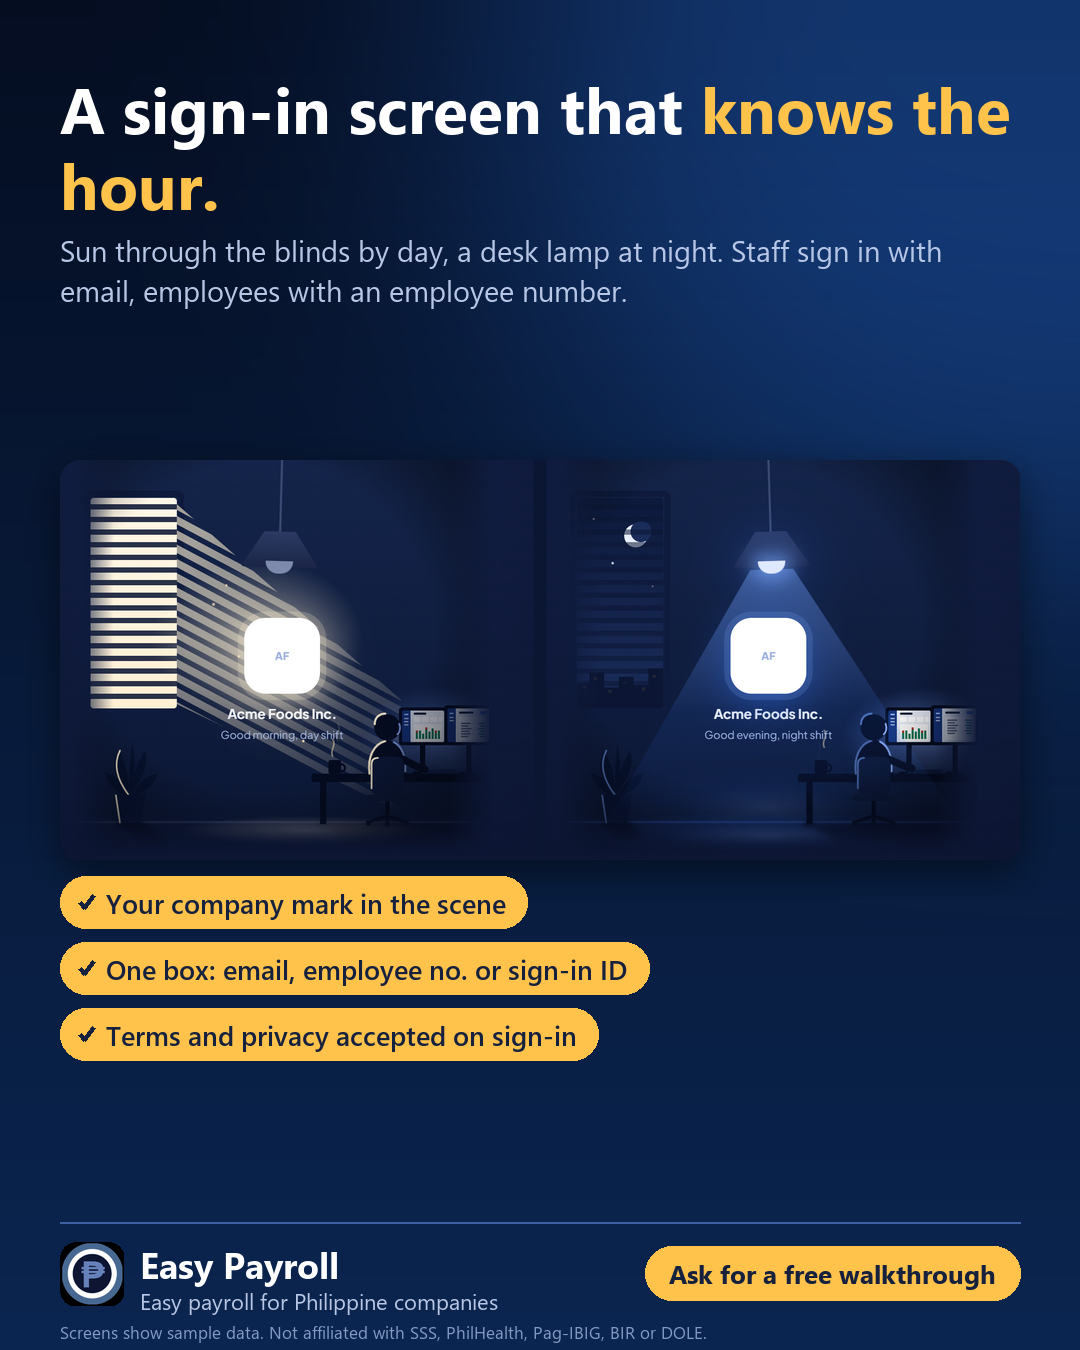 A sign-in screen that knows the
hour.
Sun through the blinds by day, a desk lamp at night. Staff sign in with
email, employees with an employee number.
AF
Acme Foods Inc.
Good morning, day shift
AF
Acme Foods Inc.
Good evening, night shift
✔ Your company mark in the scene
✔ One box: email, employee no. or sign-in ID
✔ Terms and privacy accepted on sign-in
Easy Payroll
Easy payroll for Philippine companies
Ask for a free walkthrough
Screens show sample data. Not affiliated with SSS, PhilHealth, Pag-IBIG, BIR or DOLE.